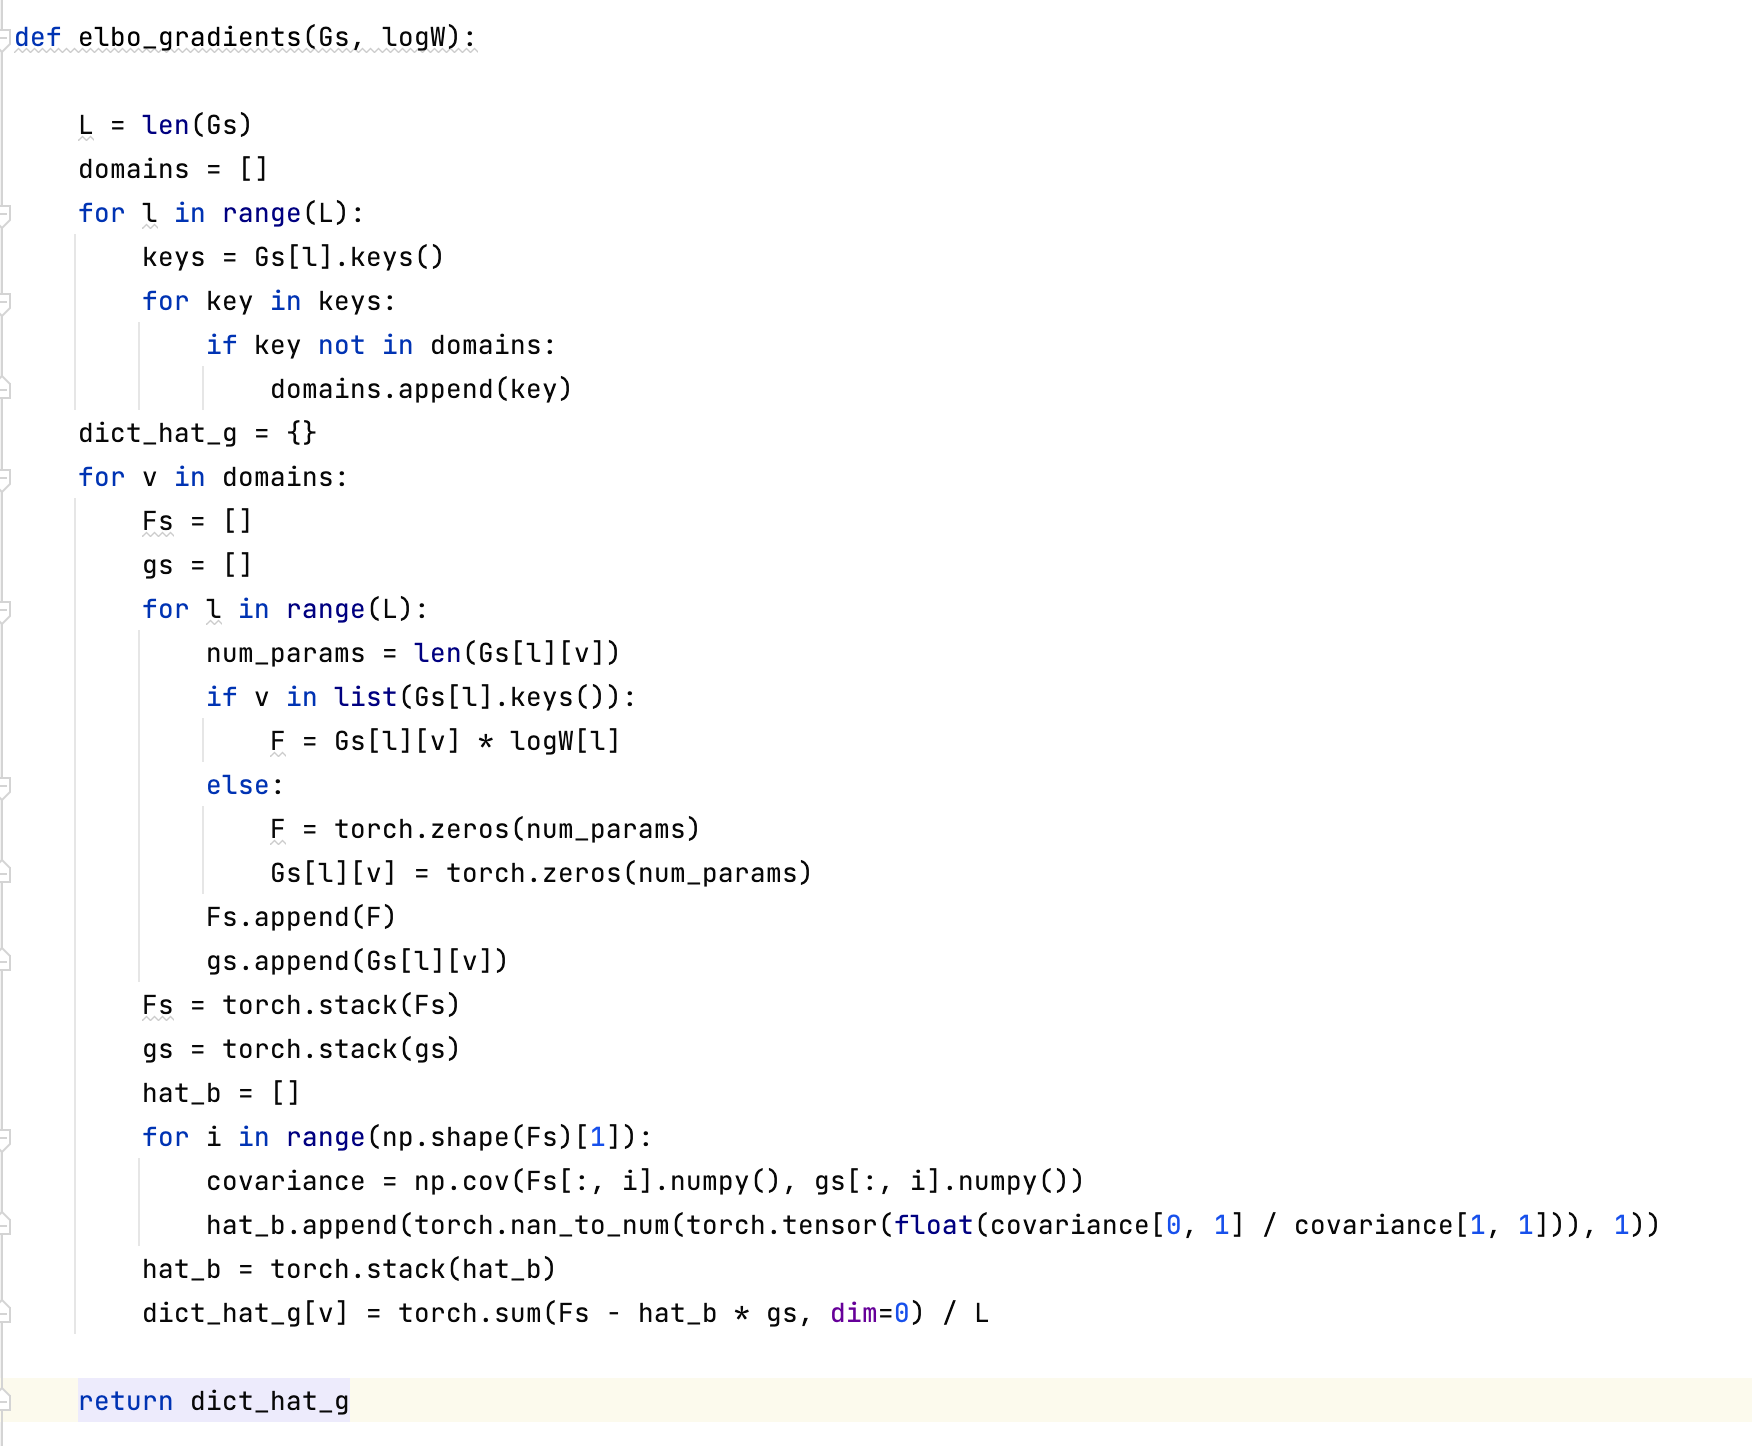 def elbo_gradients(Gs, logW):
    L = len(Gs)
    domains = []
    for l in range(L):
        keys = Gs[l].keys()
        for key in keys:
            if key not in domains:
                domains.append(key)
    dict_hat_g = {}
    for v in domains:
        Fs = []
        gs = []
        for l in range(L):
            num_params = len(Gs[l][v])
            if v in list(Gs[l].keys()):
                F = Gs[l][v] * logW[l]
            else:
                F = torch.zeros(num_params)
                Gs[l][v] = torch.zeros(num_params)
            Fs.append(F)
            gs.append(Gs[l][v])
        Fs = torch.stack(Fs)
        gs = torch.stack(gs)
        hat_b = []
        for i in range(np.shape(Fs)[1]):
            covariance = np.cov(Fs[:, i].numpy(), gs[:, i].numpy())
            hat_b.append(torch.nan_to_num(torch.tensor(float(covariance[0, 1] / covariance[1, 1])), 1))
        hat_b = torch.stack(hat_b)
        dict_hat_g[v] = torch.sum(Fs - hat_b * gs, dim=0) / L
    return dict_hat_g